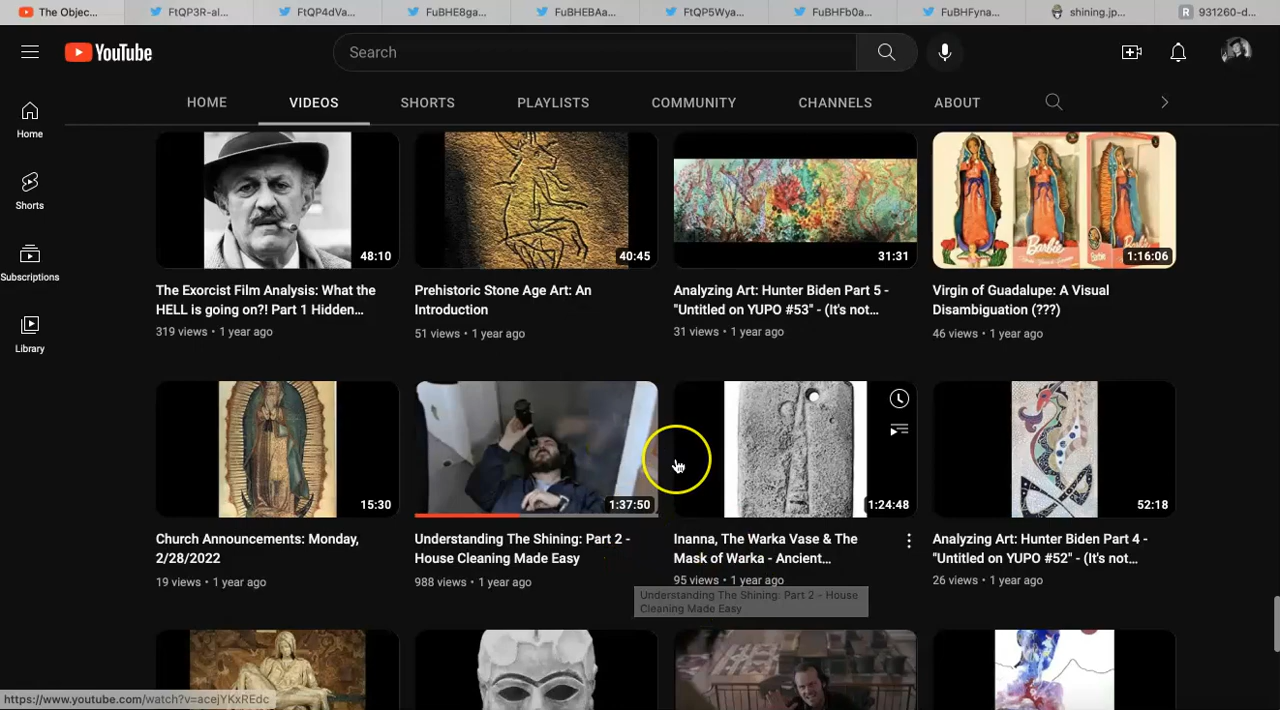 The Objec...
FtQP3R-aI...
FtQP4dVa...
FuBHE8ga...
FuBHEBAa...
FtQP5Wya...
FuBHFb0a...
FuBHFyna...
shining.jp...
R 931260-d...
YouTube
Search
HOME
VIDEOS
SHORTS
PLAYLISTS
COMMUNITY
CHANNELS
ABOUT
Home
Shorts
Subscriptions
Library
48:10
40:45
31:31
Barbie
1:16:06
The Exorcist Film Analysis: What the
HELL is going on?! Part 1 Hidden...
319 views • 1 year ago
Prehistoric Stone Age Art: An
Introduction
51 views • 1 year ago
Analyzing Art: Hunter Biden Part 5 -
"Untitled on YUPO #53" - (It's not...
31 views • 1 year ago
Virgin of Guadalupe: A Visual
Disambiguation (???)
46 views • 1 year ago
15:30
1:37:50
1:24:48
52:18
Church Announcements: Monday,
2/28/2022
19 views • 1 year ago
Understanding The Shining: Part 2 -
House Cleaning Made Easy
988 views • 1 year ago
Inanna, The Warka Vase & The
Mask of Warka - Ancient...
95 views • 1 year ago
Analyzing Art: Hunter Biden Part 4 -
"Untitled on YUPO #52" - (It's not...
26 views • 1 year ago
Understanding The Shining: Part 2 - House
Cleaning Made Easy
https://www.youtube.com/watch?v=acejYKxREdc